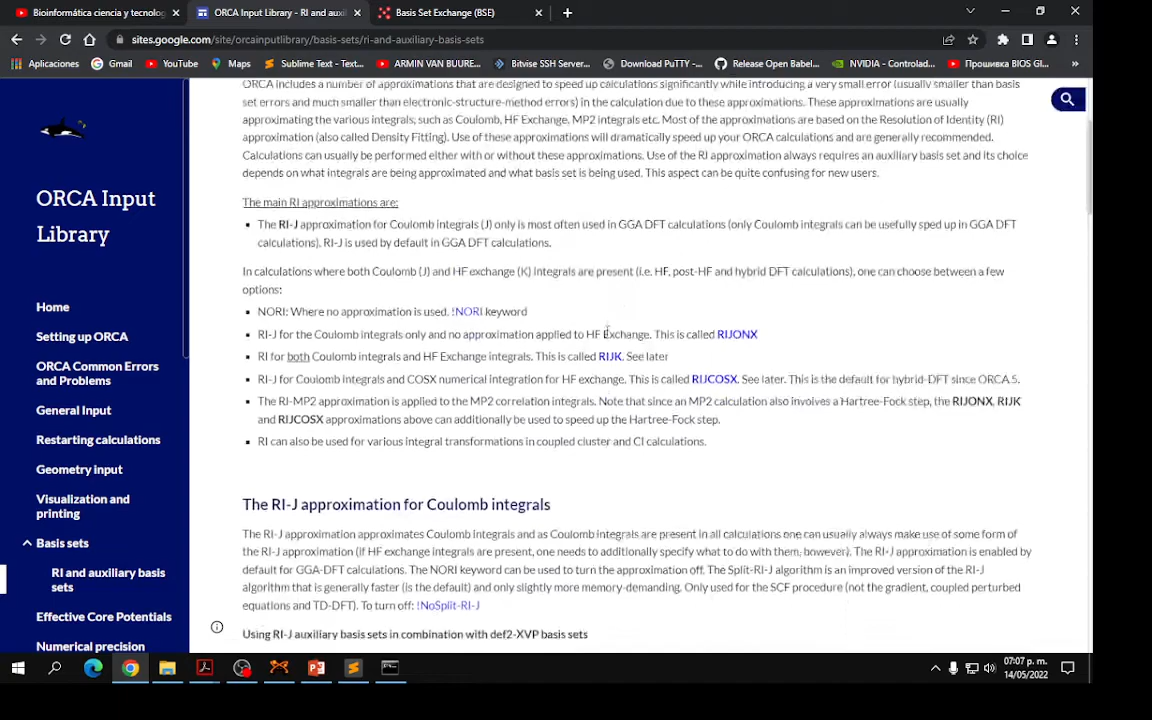 Bioinformática ciencia y tecnolog
ORCA Input Library - RI and auxil
Basis Set Exchange (BSE)
sites.google.com/site/orcainputlibrary/basis-sets/ri-and-auxiliary-basis-sets
Aplicaciones
Gmail
YouTube
Maps
Sublime Text - Text...
ARMIN VAN BUURE...
Bitvise SSH Server...
Download PuTTY -...
Release Open Babel...
NVIDIA - Controlad...
Прошивка BIOS GI...
ORCA Input
Library
Home
Setting up ORCA
ORCA Common Errors
and Problems
General Input
Restarting calculations
Geometry input
Visualization and
printing
Basis sets
RI and auxiliary basis
sets
Effective Core Potentials
Numerical precision
ORCA includes a number of approximations that are designed to speed up calculations significantly while introducing a very small error (usually smaller than basis
set errors and much smaller than electronic-structure-method errors) in the calculation due to these approximations. These approximations are usually
approximating the various integrals; such as Coulomb, HF Exchange, MP2 integrals etc. Most of the approximations are based on the Resolution of Identity (RI)
approximation (also called Density Fitting). Use of these approximations will dramatically speed up your ORCA calculations and are generally recommended.
Calculations can usually be performed either with or without these approximations. Use of the RI approximation always requires an auxiliary basis set and its choice
depends on what integrals are being approximated and what basis set is being used. This aspect can be quite confusing for new users.
The main RI approximations are:
The RI-J approximation for Coulomb integrals (J) only is most often used in GGA DFT calculations (only Coulomb integrals can be usefully sped up in GGA DFT
calculations). RI-J is used by default in GGA DFT calculations.
In calculations where both Coulomb (J) and HF exchange (K) integrals are present (i.e. HF, post-HF and hybrid DFT calculations), one can choose between a few
options:
NORI: Where no approximation is used. !NORI keyword
RI-J for the Coulomb integrals only and no approximation applied to HF Exchange. This is called RIJONX
RI for both Coulomb integrals and HF Exchange integrals. This is called RIJK. See later
RI-J for Coulomb Integrals and COSX numerical integration for HF exchange. This is called RIJCOSX. See later. This is the default for hybrid-DFT since ORCA 5.
The RI-MP2 approximation is applied to the MP2 correlation integrals. Note that since an MP2 calculation also involves a Hartree-Fock step, the RIJONX, RIJK
and RIJCOSX approximations above can additionally be used to speed up the Hartree-Fock step.
RI can also be used for various integral transformations in coupled cluster and CI calculations.
The RI-J approximation for Coulomb integrals
The RI-J approximation approximates Coulomb integrals and as Coulomb integrals are present in all calculations one can usually always make use of some form of
the RI-J approximation (if HF exchange integrals are present, one needs to additionally specify what to do with them, however). The RI-J approximation is enabled by
default for GGA-DFT calculations. The NORI keyword can be used to turn the approximation off. The Split-RI-J algorithm is an improved version of the RI-J
algorithm that is generally faster (is the default) and only slightly more memory-demanding. Only used for the SCF procedure (not the gradient, coupled perturbed
equations and TD-DFT). To turn off: !NoSplit-RI-J
Using RI-J auxiliary basis sets in combination with def2-XVP basis sets
07:07 p. m.
14/05/2022